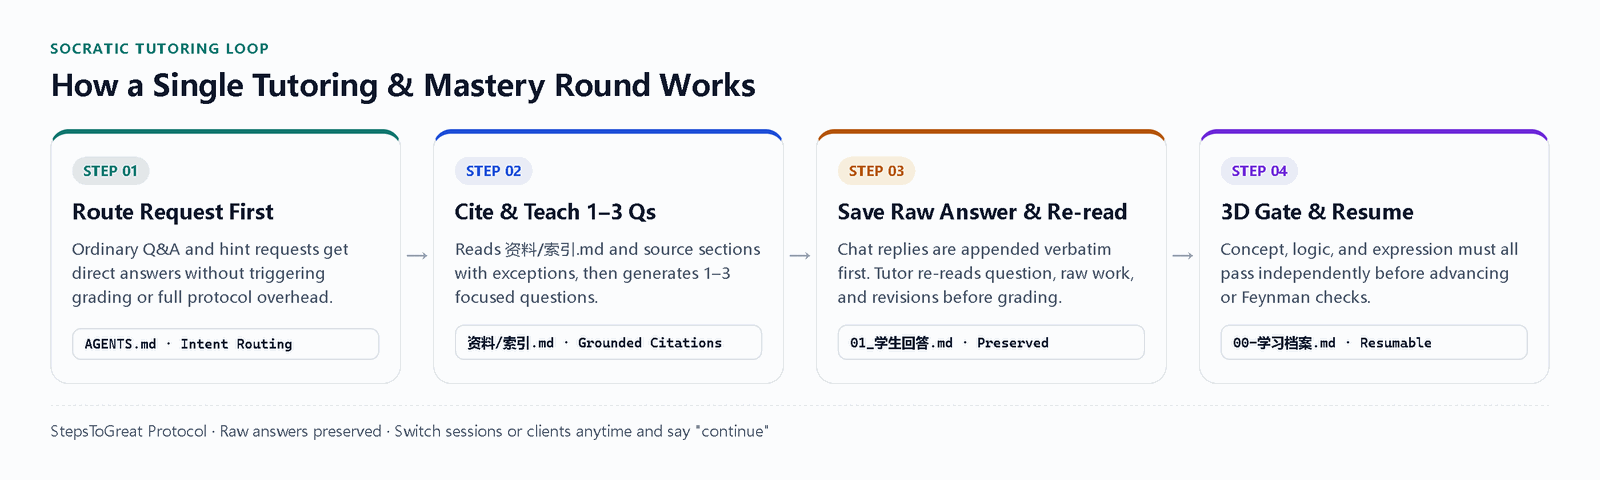 SOCRATIC TUTORING LOOP
How a Single Tutoring & Mastery Round Works
STEP 01
Route Request First
Ordinary Q&A and hint requests get
direct answers without triggering
grading or full protocol overhead.
AGENTS.md · Intent Routing
→
STEP 02
Cite & Teach 1–3 Qs
Reads 资料/索引.md and source sections
with exceptions, then generates 1–3
focused questions.
资料/索引.md · Grounded Citations
→
STEP 03
Save Raw Answer & Re-read
Chat replies are appended verbatim
first. Tutor re-reads question, raw work,
and revisions before grading.
01_学生回答.md · Preserved
→
STEP 04
3D Gate & Resume
Concept, logic, and expression must all
pass independently before advancing
or Feynman checks.
00-学习档案.md · Resumable
StepsToGreat Protocol · Raw answers preserved · Switch sessions or clients anytime and say "continue"